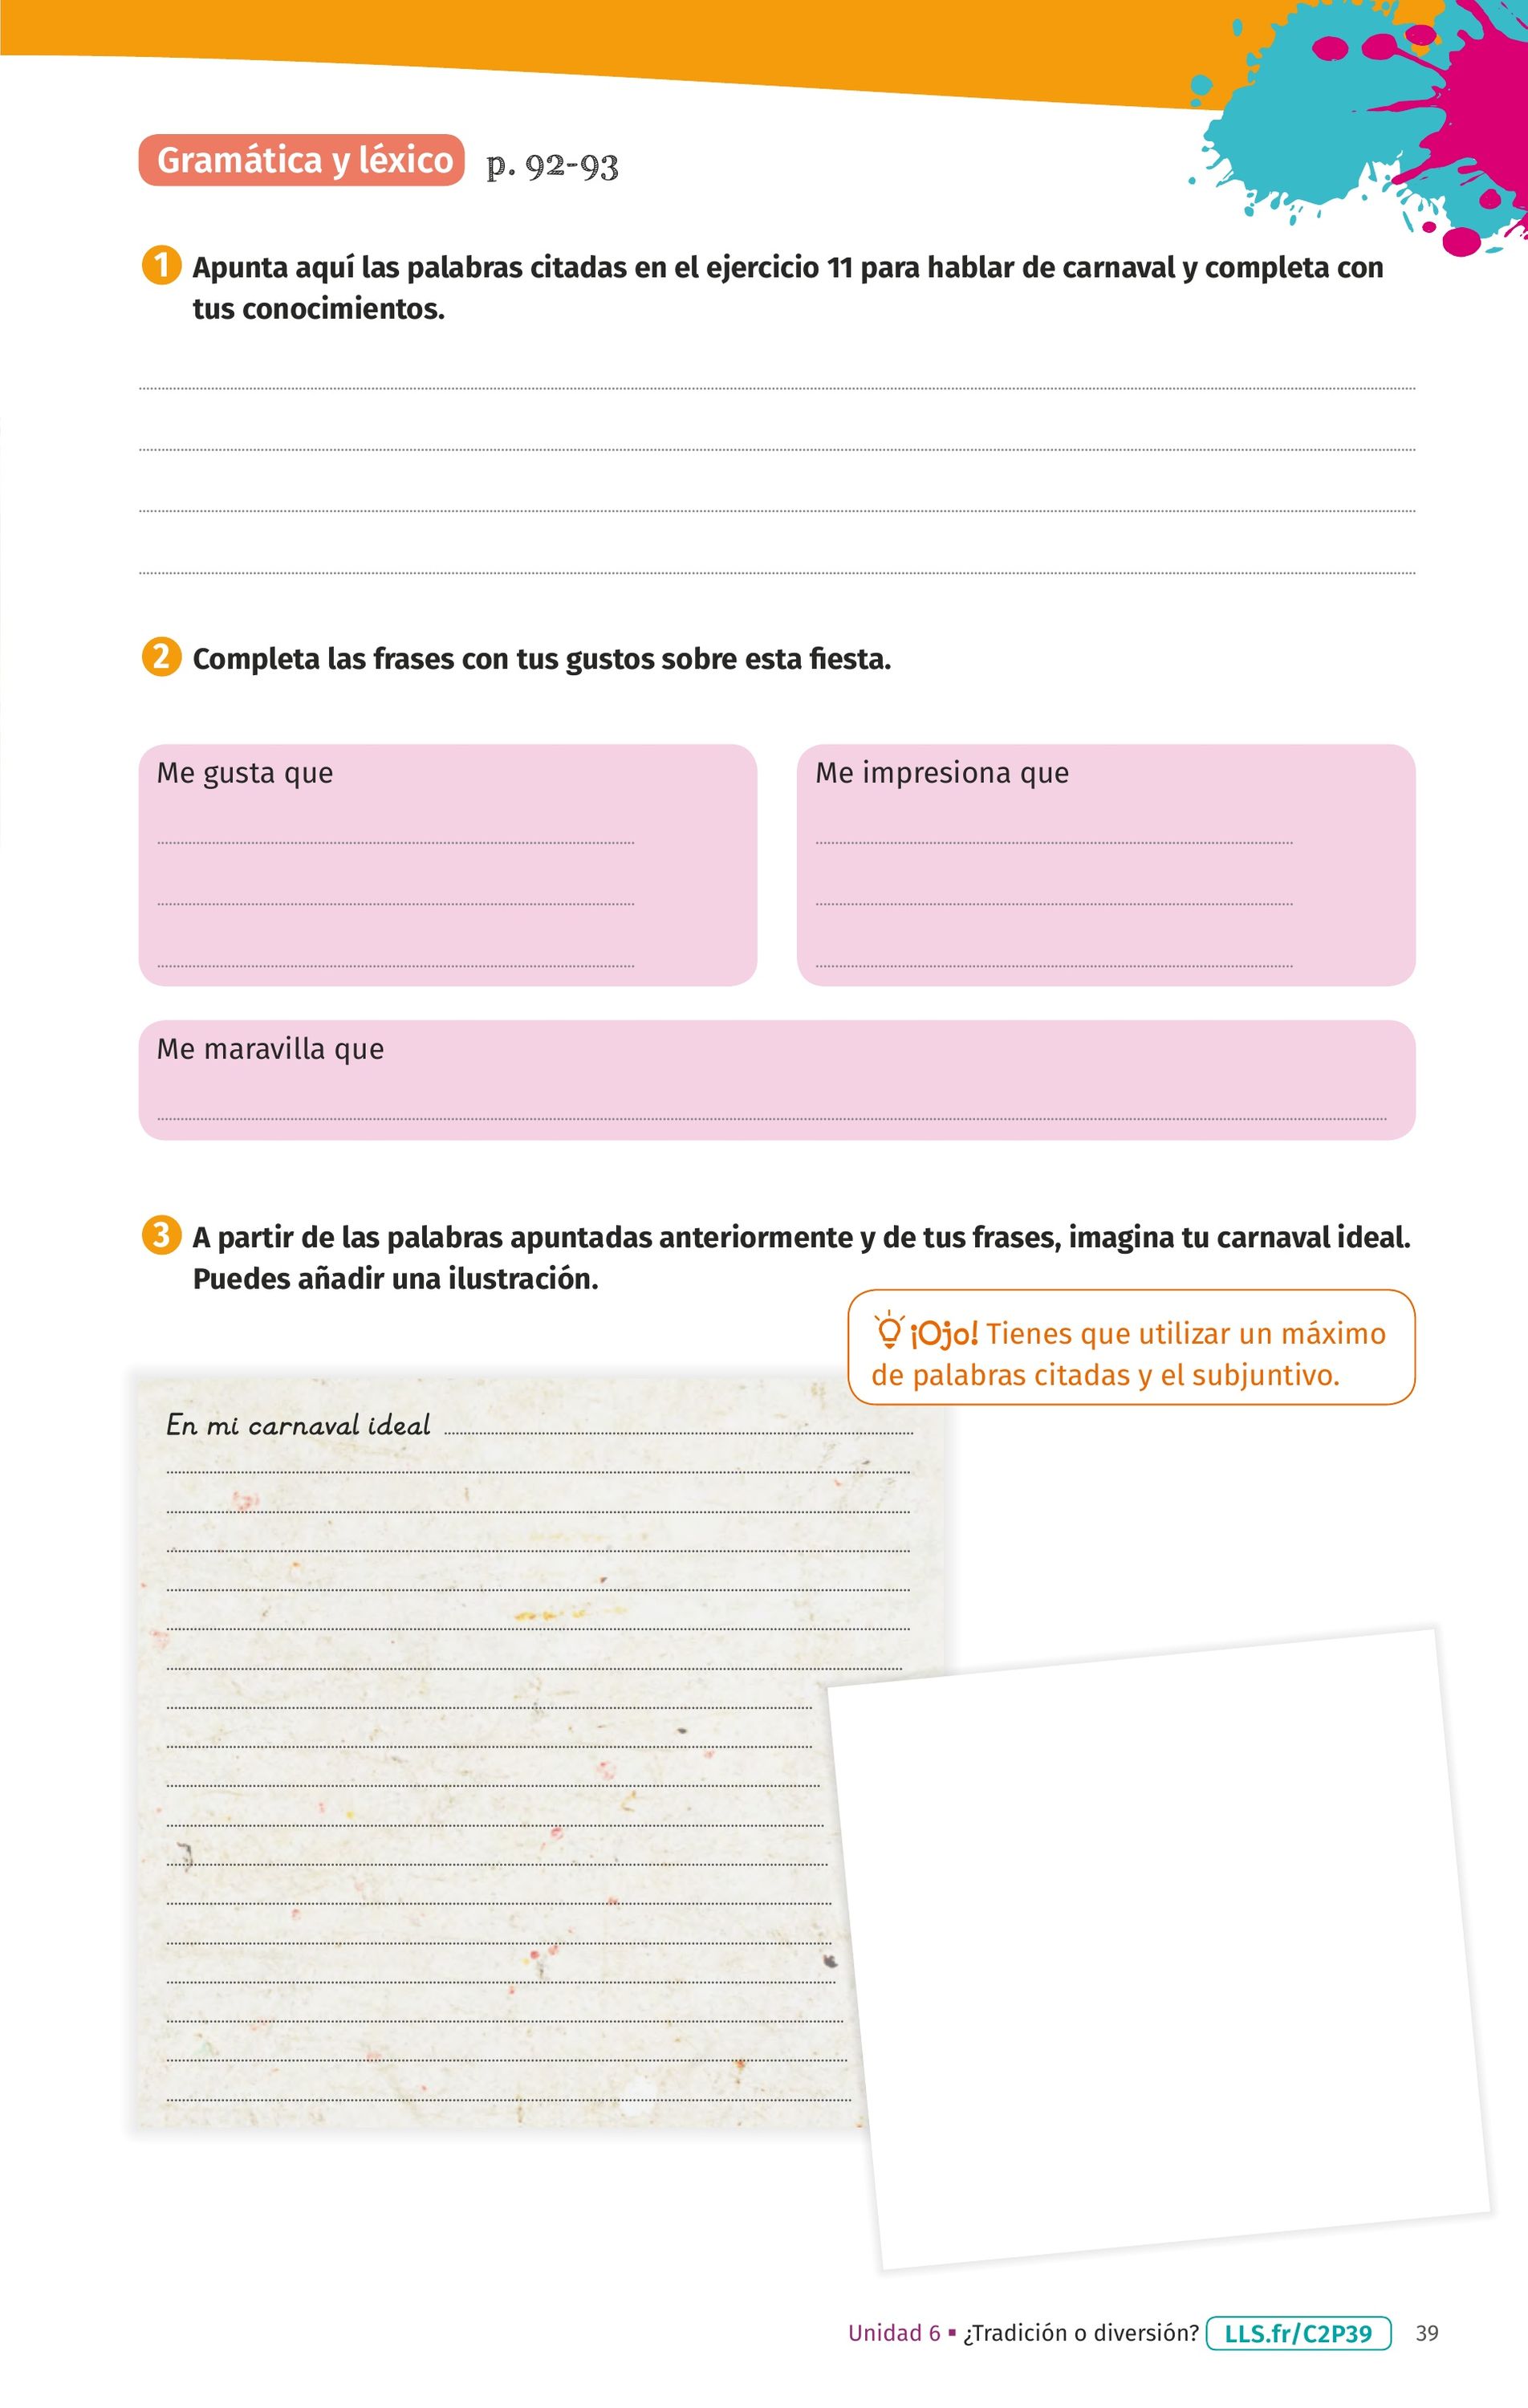 Gramática y léxico p. 92-93
1 Apunta aquí las palabras citadas en el ejercicio 11 para hablar de carnaval y completa con
tus conocimientos.
2 Completa las frases con tus gustos sobre esta fiesta.
Me gusta que
Me impresiona que
Me maravilla que
3 A partir de las palabras apuntadas anteriormente y de tus frases, imagina tu carnaval ideal.
Puedes añadir una ilustración.
¡Ojo! Tienes que utilizar un máximo
de palabras citadas y el subjuntivo.
En mi carnaval ideal
Unidad 6 ▪ ¿Tradición o diversión? LLS.fr/C2P39 39